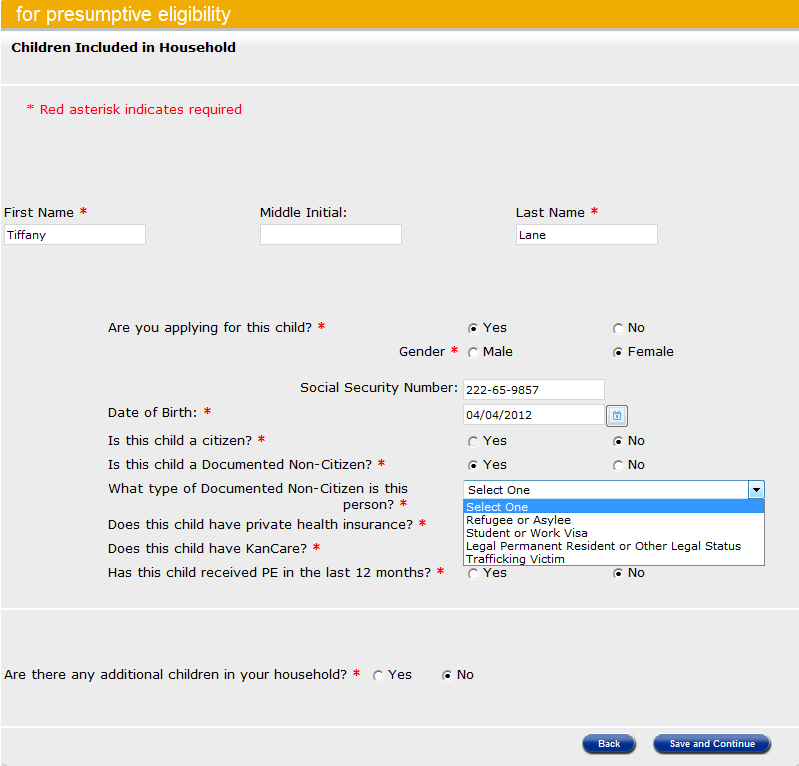 for presumptive eligibility
Children Included in Household
* Red asterisk indicates required
First Name * Middle Initial: Last Name *
Tiffany Lane
Are you applying for this child? * Yes No
Gender * Male Female
Social Security Number: 222-65-9857
Date of Birth: * 04/04/2012
Is this child a citizen? * Yes No
Is this child a Documented Non-Citizen? * Yes No
What type of Documented Non-Citizen is this Select One
person? * Select One
Refugee or Asylee
Does this child have private health insurance? * Student or Work Visa
Does this child have KanCare? * Legal Permanent Resident or Other Legal Status
Trafficking Victim
Has this child received PE in the last 12 months? * Yes No
Are there any additional children in your household? * Yes No
Back Save and Continue